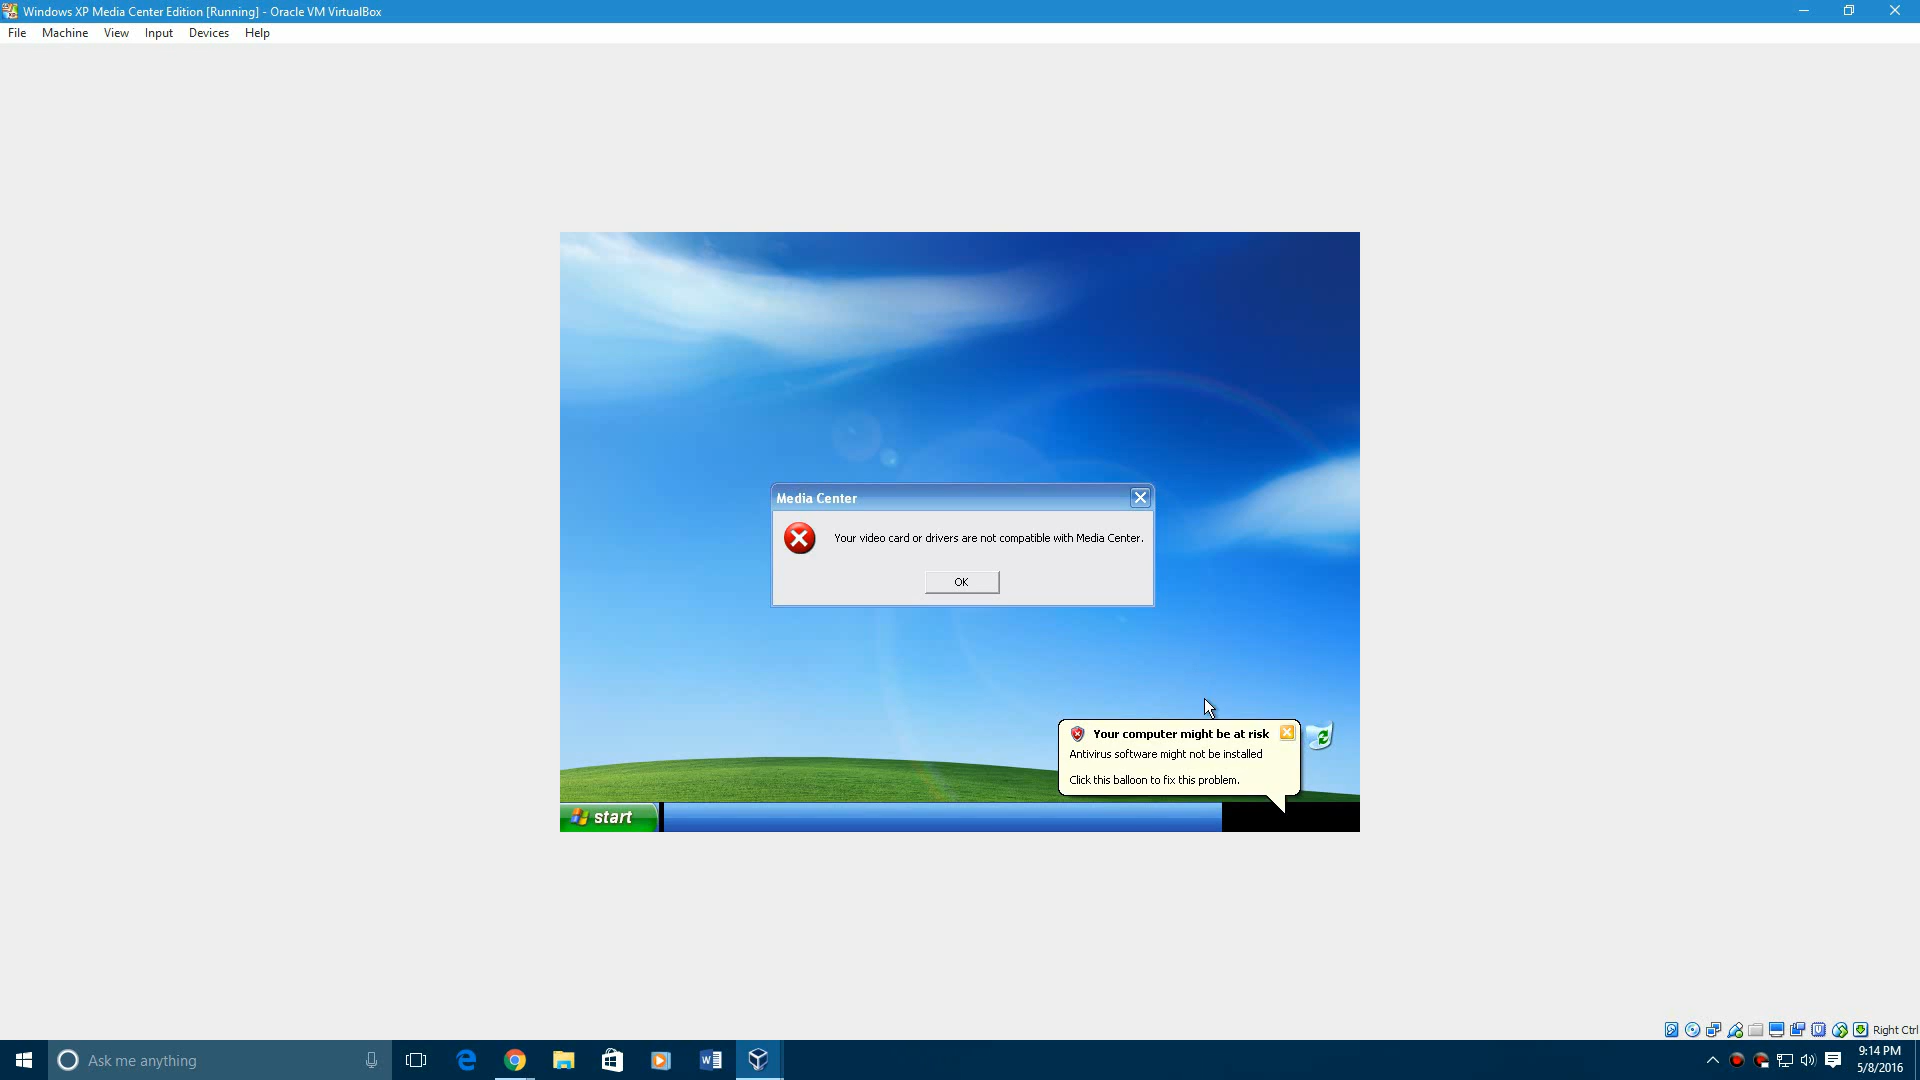 Windows XP Media Center Edition [Running] - Oracle VM VirtualBox
File Machine View Input Devices Help
Media Center
Your video card or drivers are not compatible with Media Center.
OK
Your computer might be at risk
Antivirus software might not be installed
Click this balloon to fix this problem.
start
Right Ctrl
Ask me anything
9:14 PM
5/8/2016